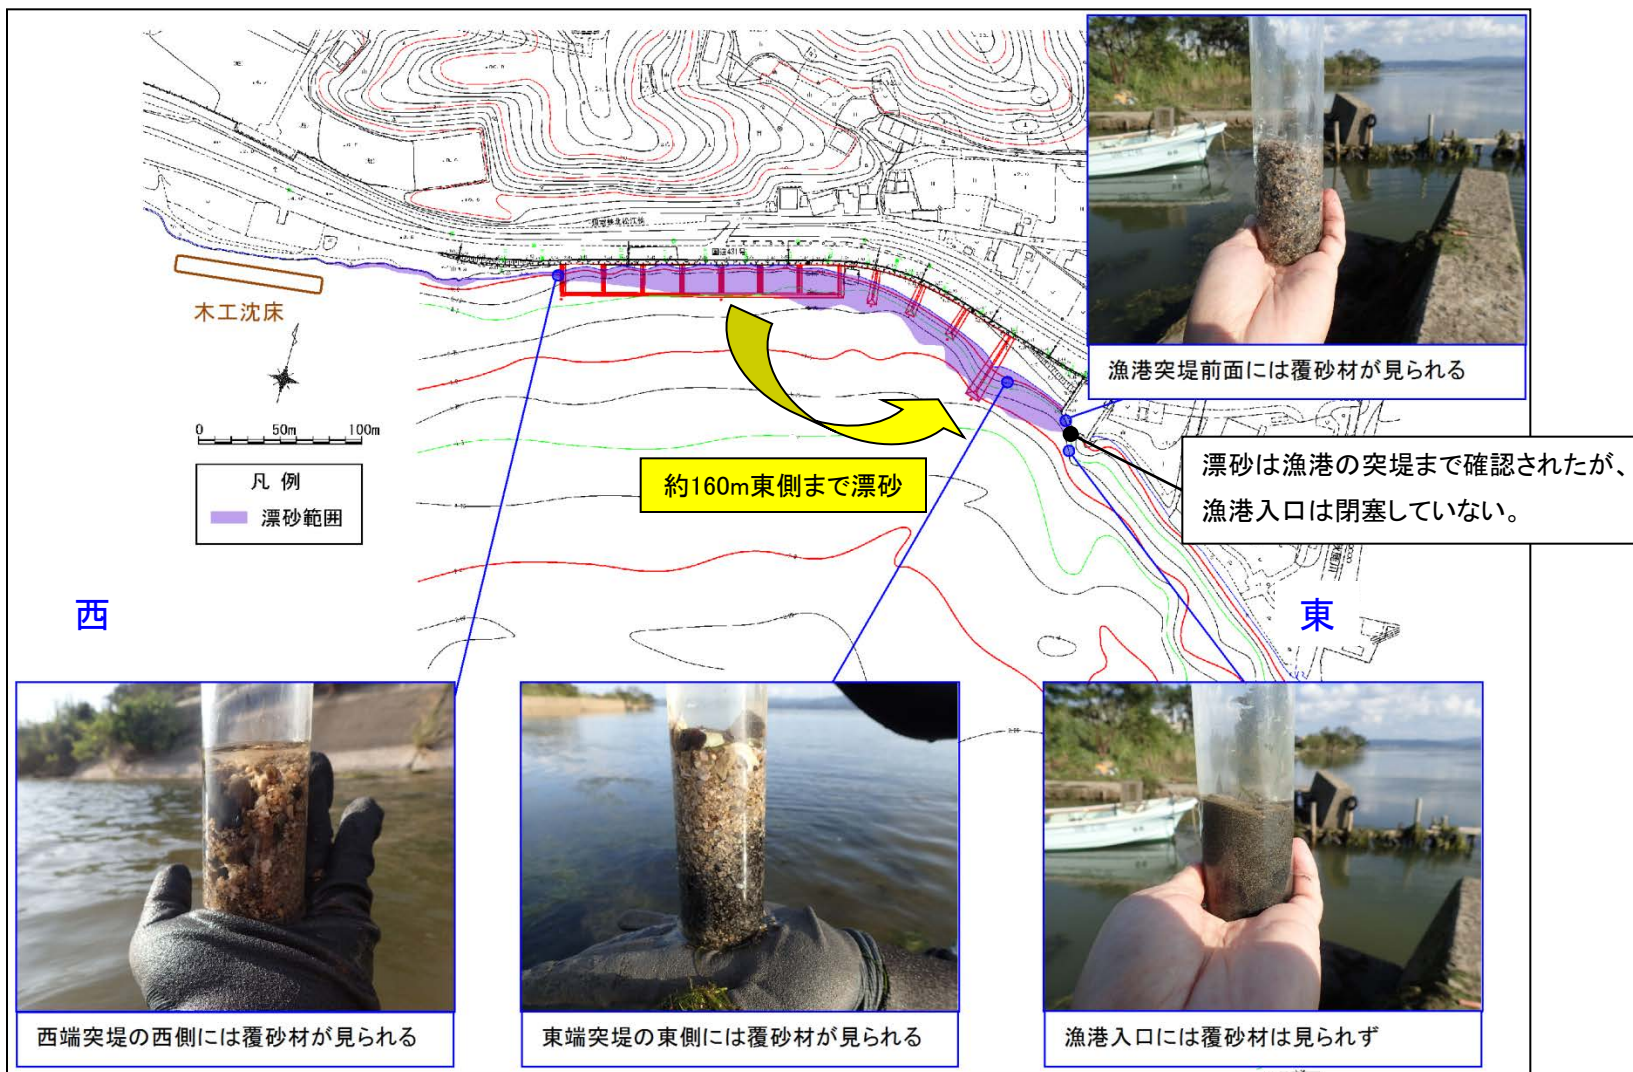 漁港突堤前面には覆砂材が見られる
国道431号
木工沈床
0 50m 100m
凡 例
漂砂範囲
約160m東側まで漂砂
漂砂は漁港の突堤まで確認されたが、
漁港入口は閉塞していない。
西
東
西端突堤の西側には覆砂材が見られる
東端突堤の東側には覆砂材が見られる
漁港入口には覆砂材は見られず